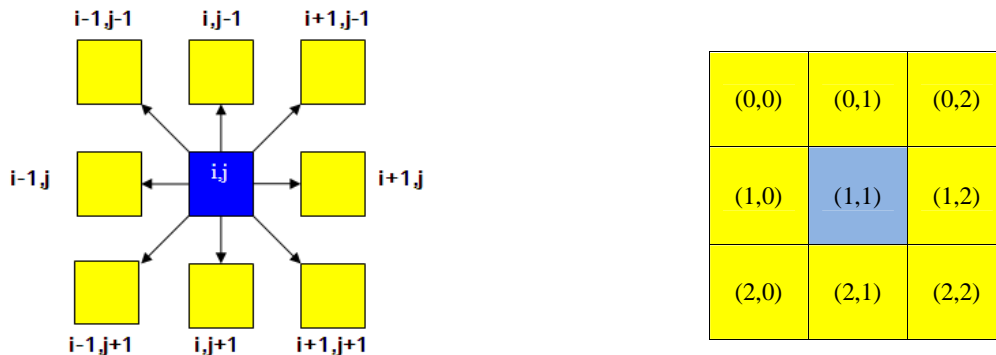 i-1,j-1 i,j-1 i+1,j-1
i-1,j i,j i+1,j
i-1,j+1 i,j+1 i+1,j+1
(0,0) (0,1) (0,2)
(1,0) (1,1) (1,2)
(2,0) (2,1) (2,2)